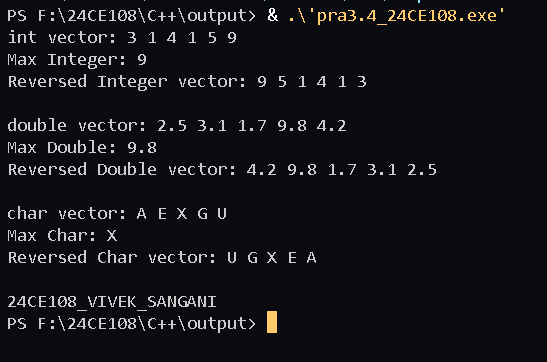 PS F:\24CE108\C++\output> & .\'pra3.4_24CE108.exe'
int vector: 3 1 4 1 5 9
Max Integer: 9
Reversed Integer vector: 9 5 1 4 1 3

double vector: 2.5 3.1 1.7 9.8 4.2
Max Double: 9.8
Reversed Double vector: 4.2 9.8 1.7 3.1 2.5

char vector: A E X G U
Max Char: X
Reversed Char vector: U G X E A

24CE108_VIVEK_SANGANI
PS F:\24CE108\C++\output>